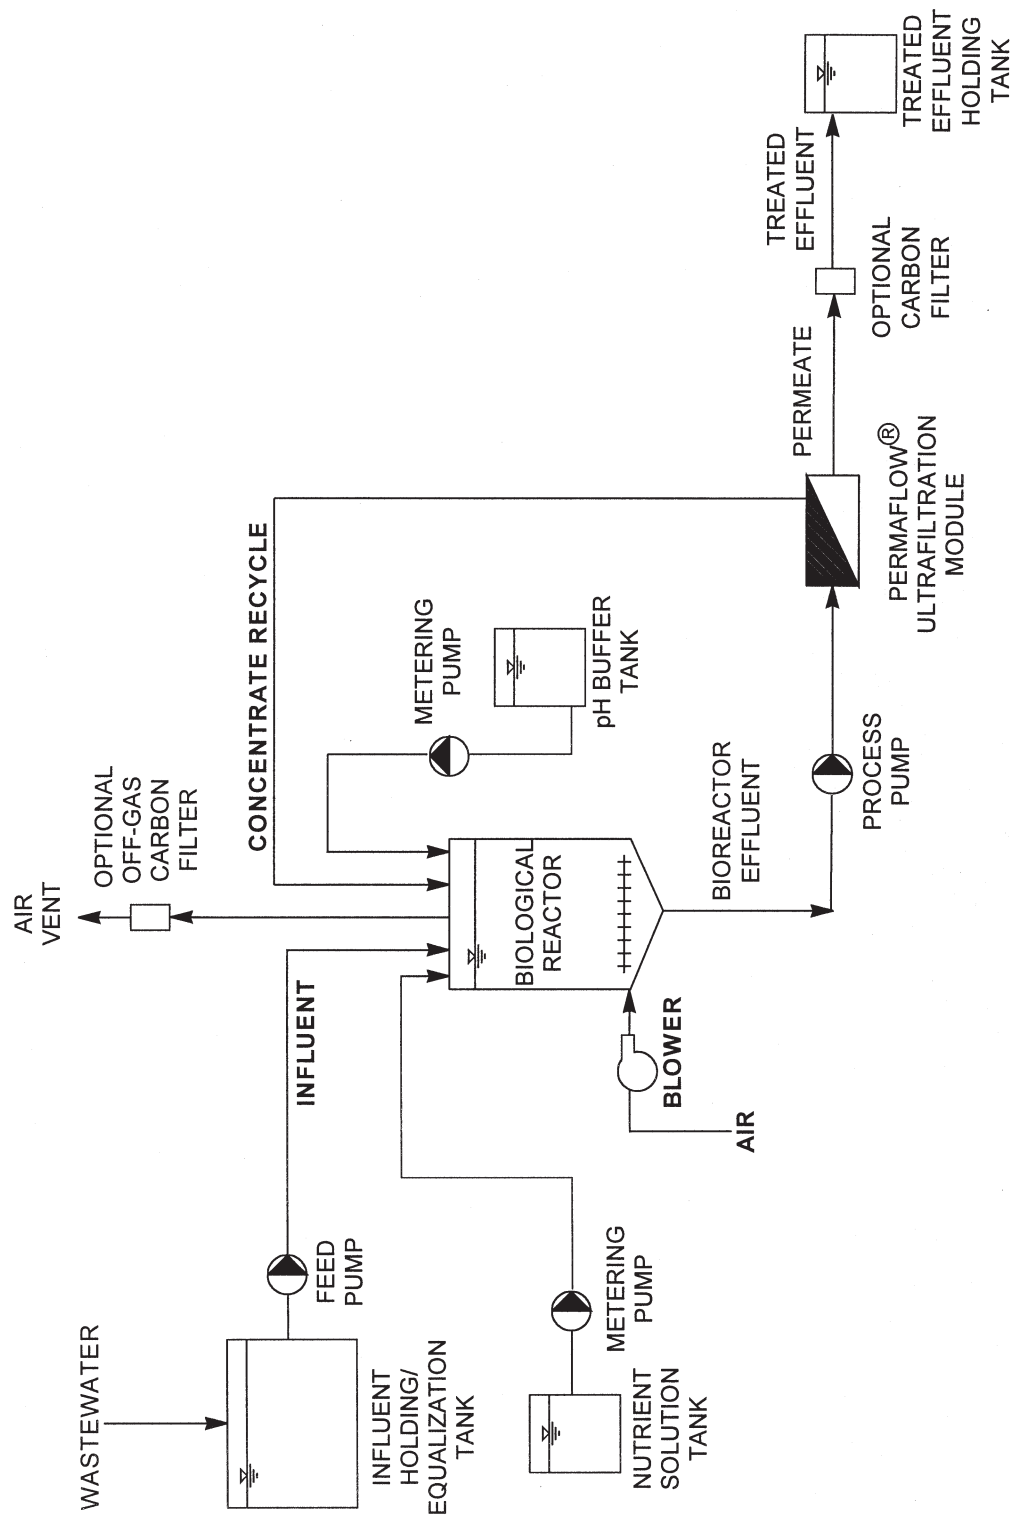 WASTEWATER
INFLUENT
HOLDING/
EQUALIZATION
TANK
FEED
PUMP
INFLUENT
NUTRIENT
SOLUTION
TANK
METERING
PUMP
AIR
BLOWER
AIR
VENT
OPTIONAL
OFF-GAS
CARBON
FILTER
BIOLOGICAL
REACTOR
CONCENTRATE RECYCLE
METERING
PUMP
pH BUFFER
TANK
BIOREACTOR
EFFLUENT
PROCESS
PUMP
PERMAFLOW®
ULTRAFILTRATION
MODULE
PERMEATE
OPTIONAL
CARBON
FILTER
TREATED
EFFLUENT
TREATED
EFFLUENT
HOLDING
TANK